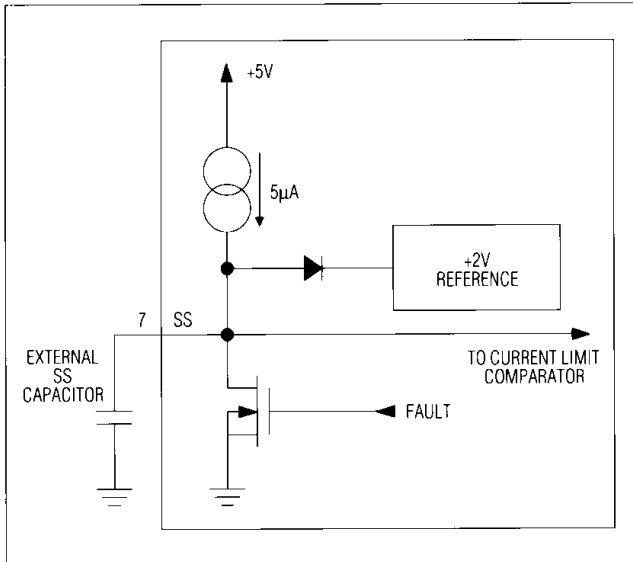 +5V
5µA
+2V
REFERENCE
7 SS
EXTERNAL
SS
CAPACITOR
TO CURRENT LIMIT
COMPARATOR
FAULT